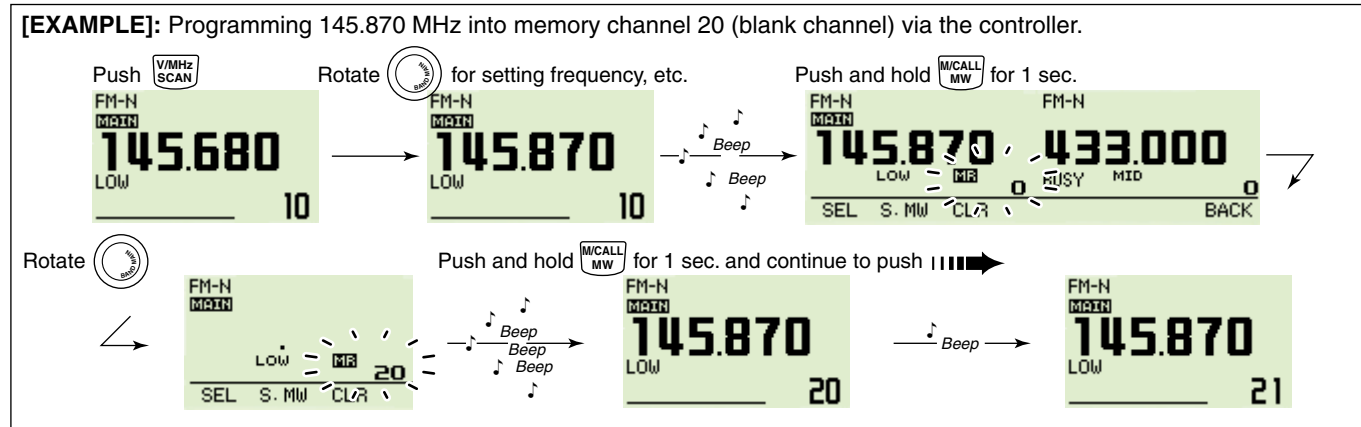 [EXAMPLE]: Programming 145.870 MHz into memory channel 20 (blank channel) via the controller.
Push V/MHz SCAN
Rotate MAIN BAND for setting frequency, etc.
Push and hold M/CALL MW for 1 sec.
FM-N
MAIN
145.680
LOW
10
FM-N
MAIN
145.870
LOW
10
Beep
Beep
FM-N FM-N
MAIN
145.870 433.000
LOW MR 0 BUSY MID 0
SEL S.MW CLR BACK
Rotate MAIN BAND
Push and hold M/CALL MW for 1 sec. and continue to push
FM-N
MAIN
LOW MR 20
SEL S.MW CLR
Beep
Beep
Beep
FM-N
MAIN
145.870
LOW
20
Beep
FM-N
MAIN
145.870
LOW
21